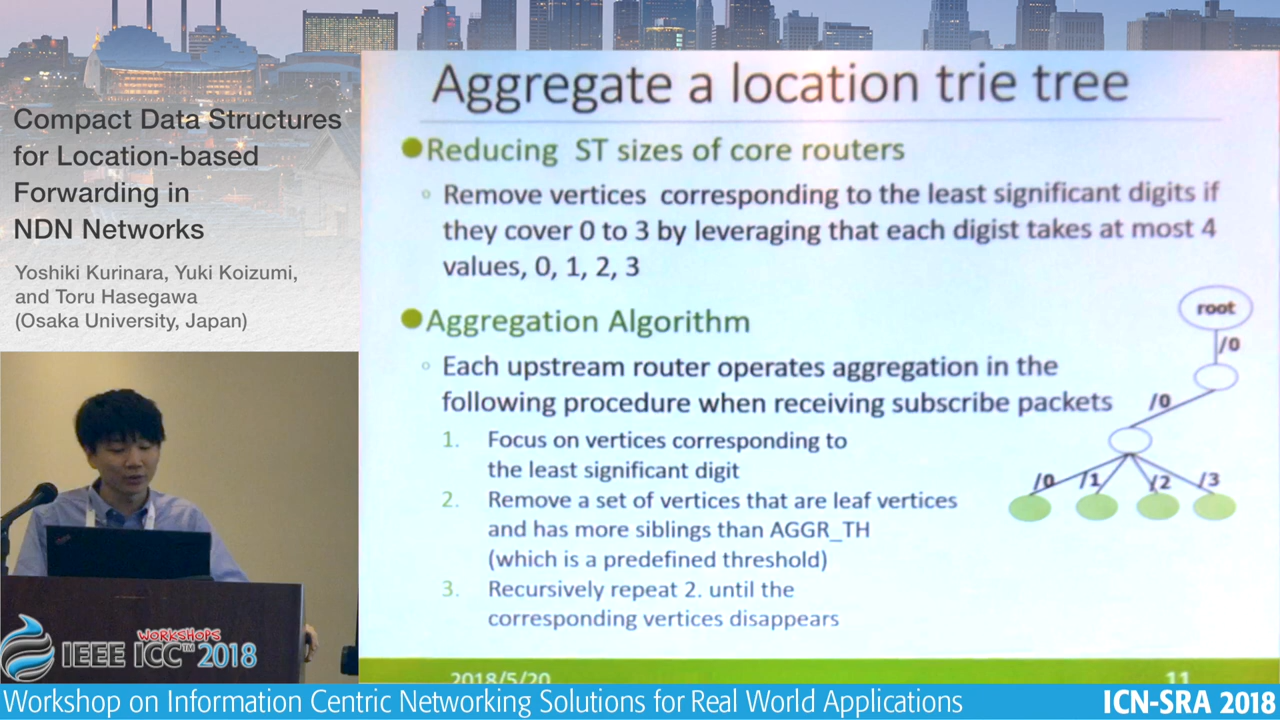 Compact Data Structures
for Location-based
Forwarding in
NDN Networks
Yoshiki Kurinara, Yuki Koizumi,
and Toru Hasegawa
(Osaka University, Japan)
Aggregate a location trie tree
Reducing ST sizes of core routers
Remove vertices corresponding to the least significant digits if
they cover 0 to 3 by leveraging that each digist takes at most 4
values, 0, 1, 2, 3
Aggregation Algorithm
Each upstream router operates aggregation in the
following procedure when receiving subscribe packets
1. Focus on vertices corresponding to
the least significant digit
2. Remove a set of vertices that are leaf vertices
and has more siblings than AGGR_TH
(which is a predefined threshold)
3. Recursively repeat 2. until the
corresponding vertices disappears
root
/0
/0
/0 /1 /2 /3
2018/5/20 11
WORKSHOPS
IEEE ICC™ 2018
Workshop on Information Centric Networking Solutions for Real World Applications ICN-SRA 2018